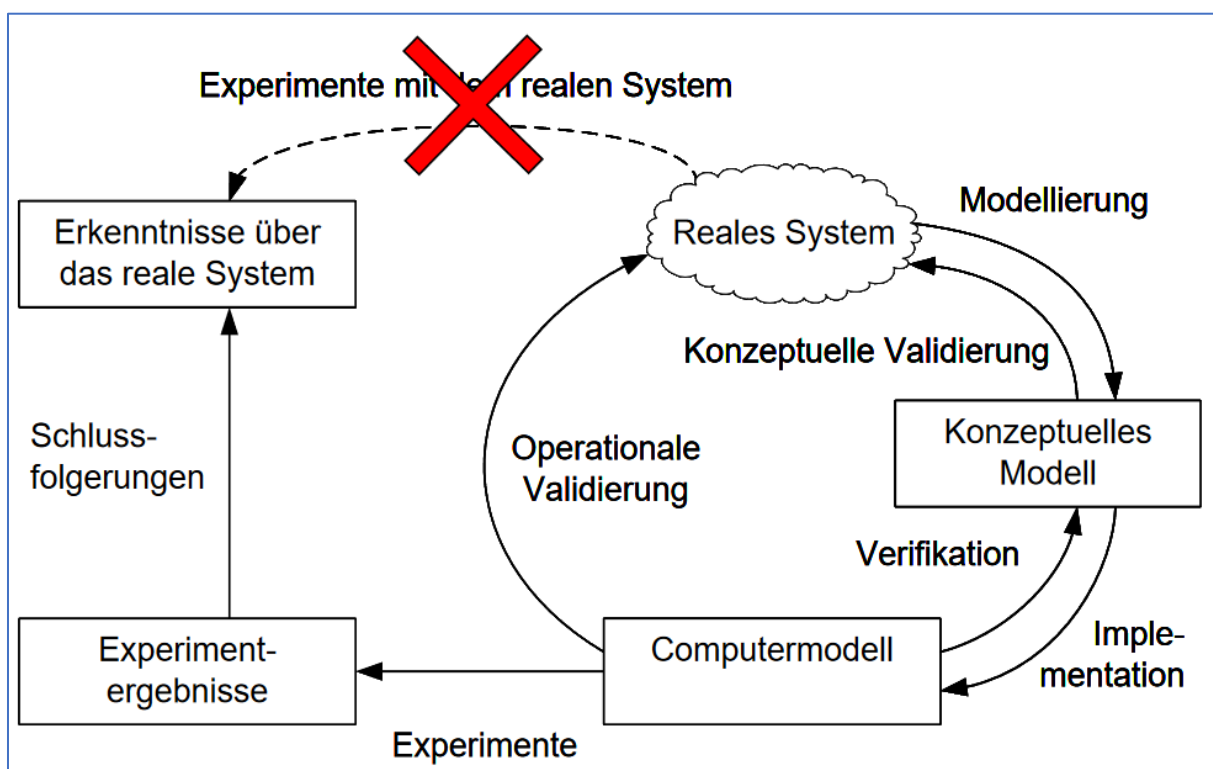 Experimente mit dem realen System
Reales System
Modellierung
Erkenntnisse über
das reale System
Konzeptuelle Validierung
Schluss-
folgerungen
Operationale
Validierung
Konzeptuelles
Modell
Verifikation
Experiment-
ergebnisse
Computermodell
Imple-
mentation
Experimente